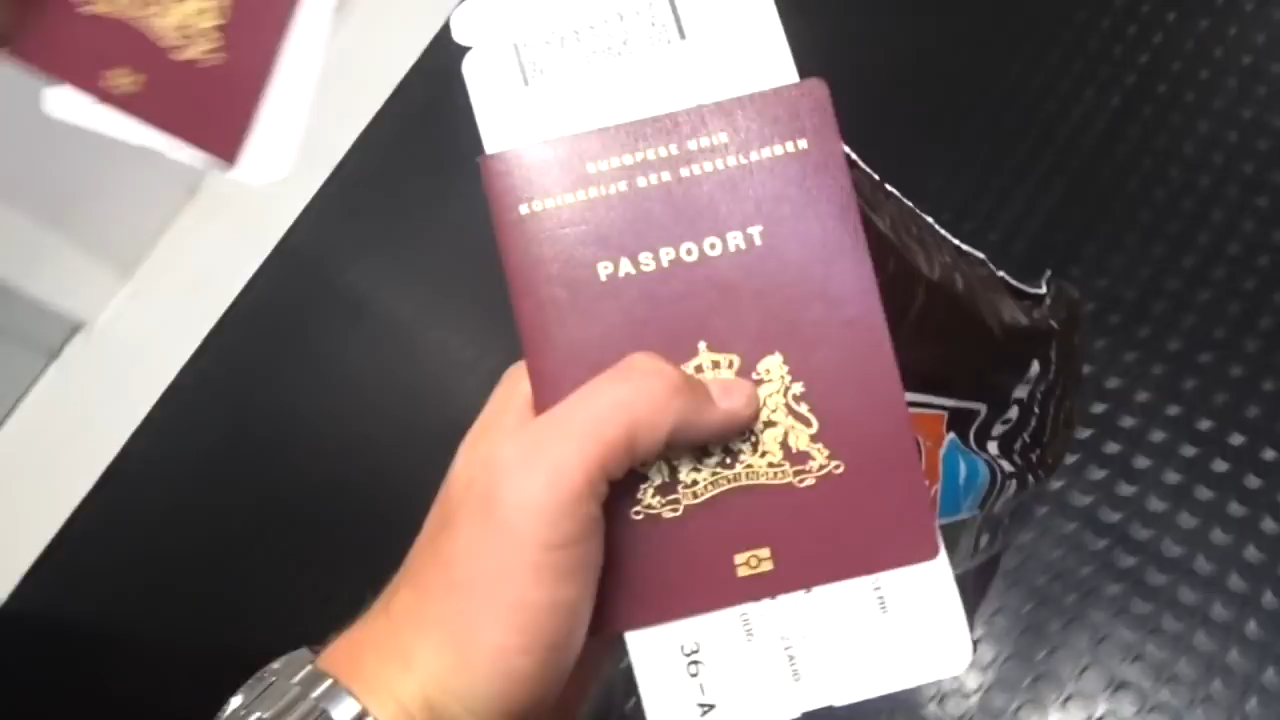 EUROPESE UNIE
KONINKRIJK DER NEDERLANDEN
PASPOORT
JE MAINTIENDRAI
36-A